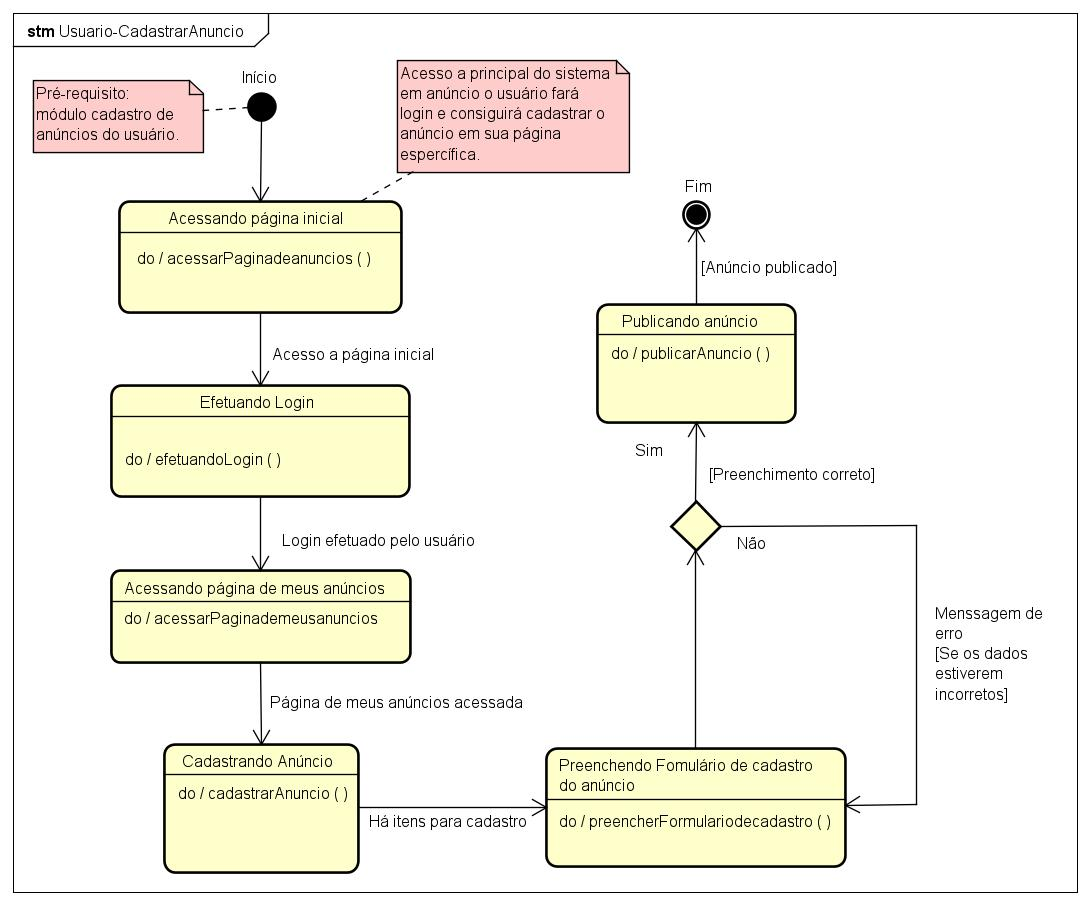 stm Usuario-CadastrarAnuncio
Início
Pré-requisito:
módulo cadastro de
anúncios do usuário.
Acesso a principal do sistema
em anúncio o usuário fará
login e consiguirá cadastrar o
anúncio em sua página
espercífica.
Acessando página inicial
do / acessarPaginadeanuncios ( )
Acesso a página inicial
Efetuando Login
do / efetuandoLogin ( )
Login efetuado pelo usuário
Acessando página de meus anúncios
do / acessarPaginademeusanuncios
Página de meus anúncios acessada
Cadastrando Anúncio
do / cadastrarAnuncio ( )
Há itens para cadastro
Preenchendo Fomulário de cadastro
do anúncio
do / preencherFormulariodecadastro ( )
Não
Menssagem de
erro
[Se os dados
estiverem
incorretos]
Sim
[Preenchimento correto]
Publicando anúncio
do / publicarAnuncio ( )
[Anúncio publicado]
Fim